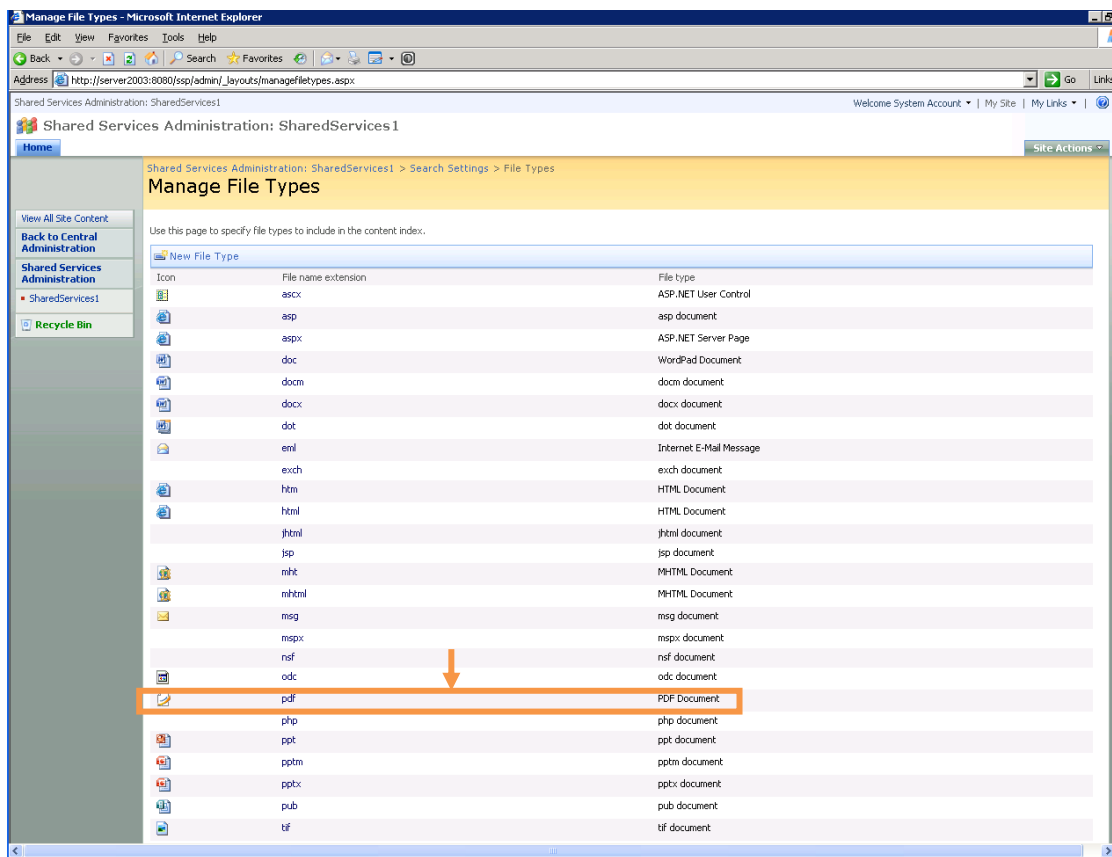 Manage File Types - Microsoft Internet Explorer
File Edit View Favorites Tools Help
Back Search Favorites
Address http://server2003:8080/ssp/admin/_layouts/managefiletypes.aspx Go Links
Shared Services Administration: SharedServices1 Welcome System Account | My Site | My Links
Shared Services Administration: SharedServices1
Home Site Actions
Shared Services Administration: SharedServices1 > Search Settings > File Types
Manage File Types
View All Site Content
Back to Central
Administration
Shared Services
Administration
SharedServices1
Recycle Bin
Use this page to specify file types to include in the content index.
New File Type
Icon File name extension File type
ascx ASP.NET User Control
asp asp document
aspx ASP.NET Server Page
doc WordPad Document
docm docm document
docx docx document
dot dot document
eml Internet E-Mail Message
exch exch document
htm HTML Document
html HTML Document
jhtml jhtml document
jsp jsp document
mht MHTML Document
mhtml MHTML Document
msg msg document
mspx mspx document
nsf nsf document
odc odc document
pdf PDF Document
php php document
ppt ppt document
pptm pptm document
pptx pptx document
pub pub document
tif tif document